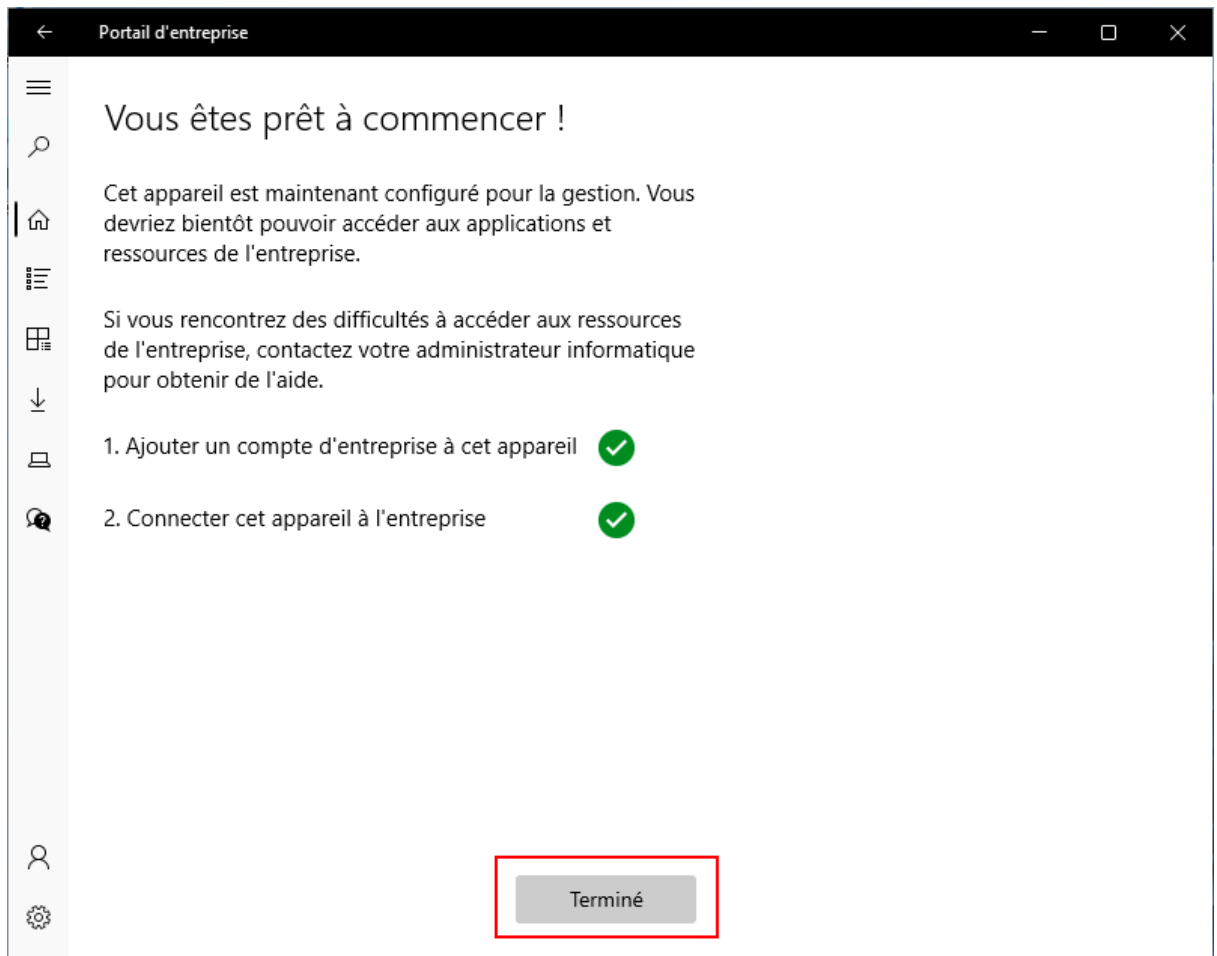 Portail d'entreprise
Vous êtes prêt à commencer !
Cet appareil est maintenant configuré pour la gestion. Vous
devriez bientôt pouvoir accéder aux applications et
ressources de l'entreprise.
Si vous rencontrez des difficultés à accéder aux ressources
de l'entreprise, contactez votre administrateur informatique
pour obtenir de l'aide.
1. Ajouter un compte d'entreprise à cet appareil
2. Connecter cet appareil à l'entreprise
Terminé